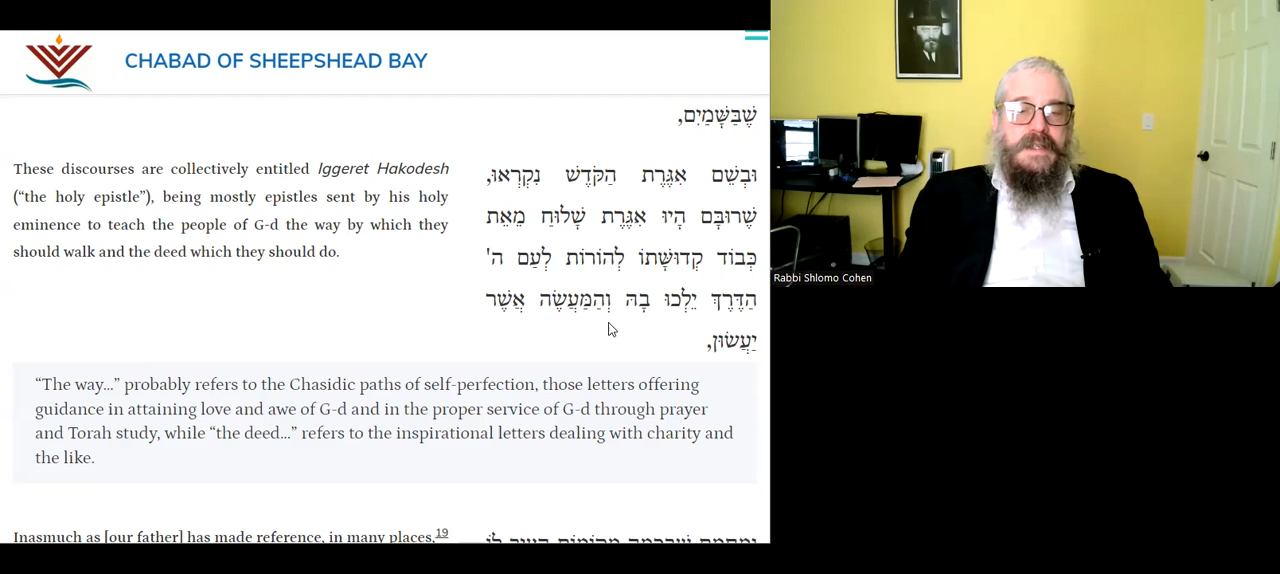 CHABAD OF SHEEPSHEAD BAY
שֶׁבַּשָּׁמַיִם,
These discourses are collectively entitled Iggeret Hakodesh
(“the holy epistle”), being mostly epistles sent by his holy
eminence to teach the people of G-d the way by which they
should walk and the deed which they should do.
וּבְשֵׁם אִגֶּרֶת הַקֹּדֶשׁ נִקְרְאוּ,
שֶׁרוּבָּם הָיוּ אִגֶּרֶת שָׁלוּחַ מֵאֵת
כְּבוֹד קְדוּשָּׁתוֹ לְהוֹרוֹת לְעַם ה'
הַדֶּרֶךְ יֵלְכוּ בָהּ וְהַמַּעֲשֶׂה אֲשֶׁר
יַעֲשׂוּן,
“The way...” probably refers to the Chasidic paths of self-perfection, those letters offering
guidance in attaining love and awe of G-d and in the proper service of G-d through prayer
and Torah study, while “the deed...” refers to the inspirational letters dealing with charity and
the like.
Inasmuch as [our father] has made reference, in many places,19
Rabbi Shlomo Cohen